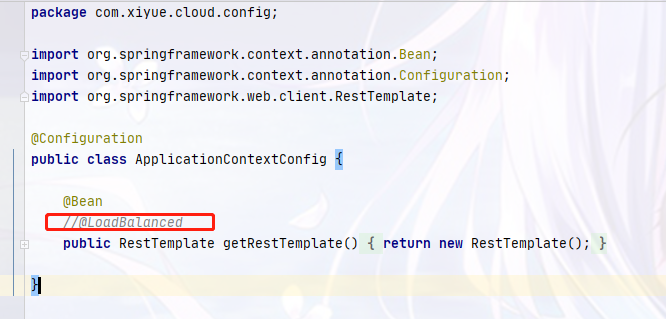 package com.xiyue.cloud.config;
import org.springframework.context.annotation.Bean;
import org.springframework.context.annotation.Configuration;
import org.springframework.web.client.RestTemplate;
@Configuration
public class ApplicationContextConfig {
@Bean
//@LoadBalanced
public RestTemplate getRestTemplate() { return new RestTemplate(); }
}